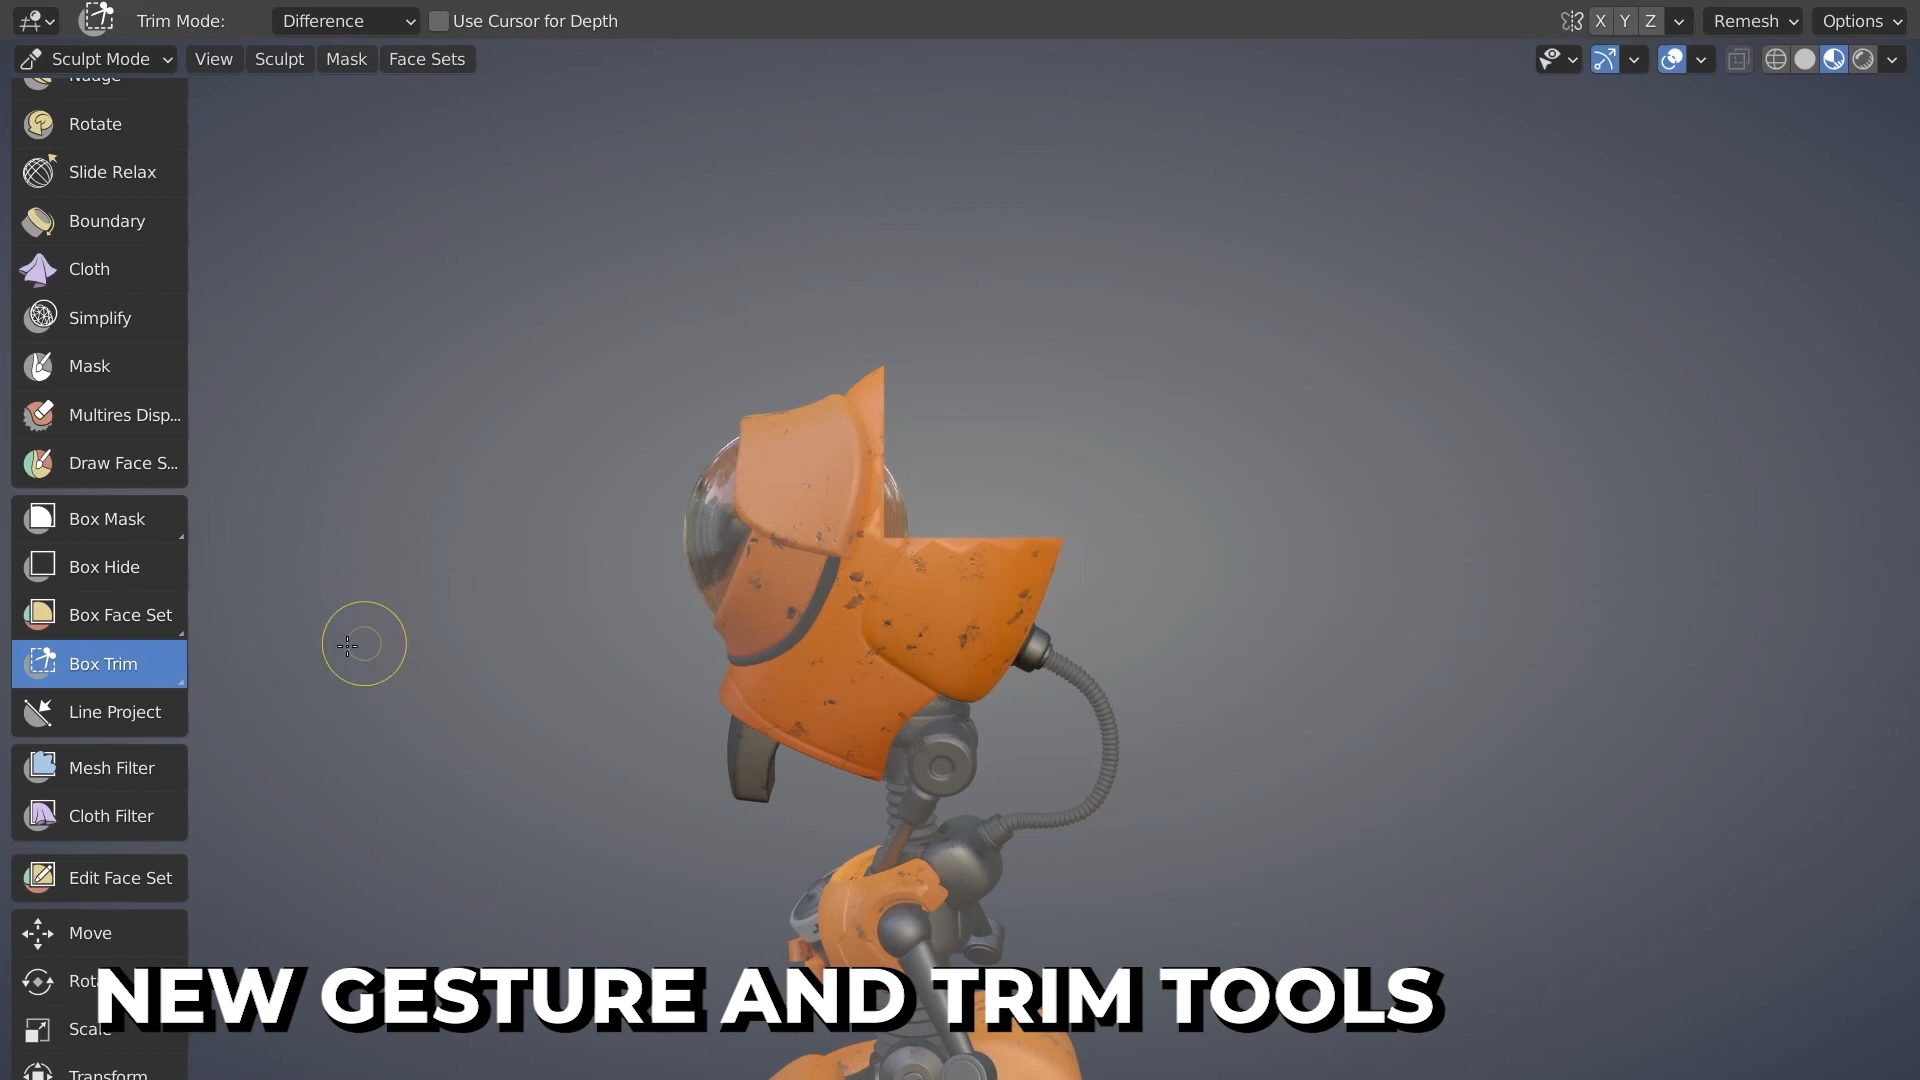 Trim Mode:
Difference
Use Cursor for Depth
X Y Z
Remesh
Options
Sculpt Mode
View
Sculpt
Mask
Face Sets
Nudge
Rotate
Slide Relax
Boundary
Cloth
Simplify
Mask
Multires Disp...
Draw Face S...
Box Mask
Box Hide
Box Face Set
Box Trim
Line Project
Mesh Filter
Cloth Filter
Edit Face Set
Move
Rot
Scale
Transform
NEW GESTURE AND TRIM TOOLS